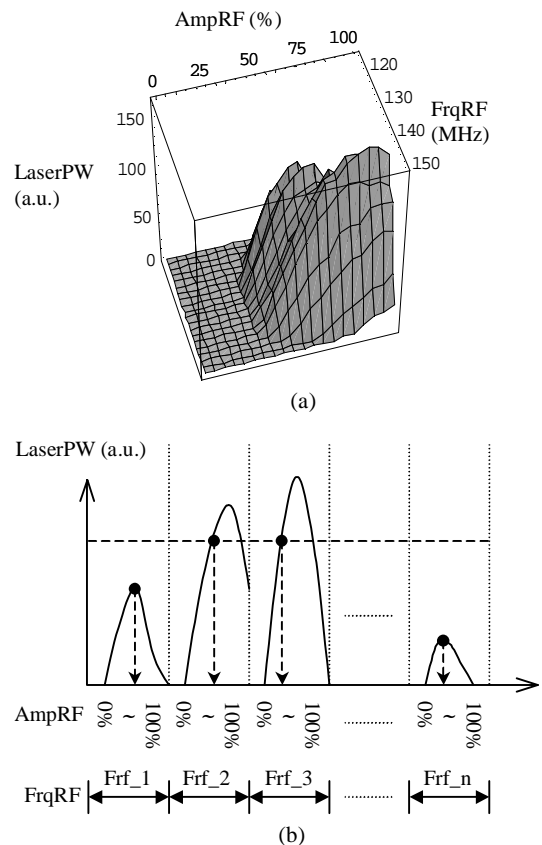 AmpRF (%)
0 25 50 75 100
120
130
140
150
FrqRF
(MHz)
LaserPW
(a.u.)
150
100
50
0
(a)
LaserPW (a.u.)
AmpRF 0% ~ 100% 0% ~ 100% 0% ~ 100% 0% ~ 100%
FrqRF Frf_1 Frf_2 Frf_3 Frf_n
(b)